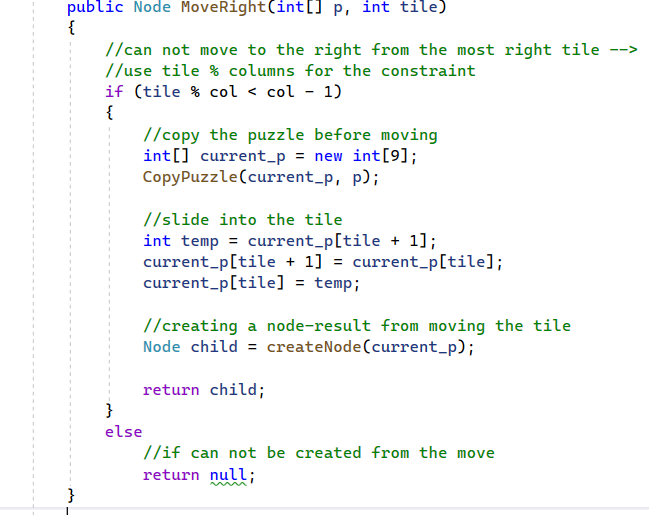 public Node MoveRight(int[] p, int tile)
{
//can not move to the right from the most right tile -->
//use tile % columns for the constraint
if (tile % col < col - 1)
{
//copy the puzzle before moving
int[] current_p = new int[9];
CopyPuzzle(current_p, p);
//slide into the tile
int temp = current_p[tile + 1];
current_p[tile + 1] = current_p[tile];
current_p[tile] = temp;
//creating a node-result from moving the tile
Node child = createNode(current_p);
return child;
}
else
//if can not be created from the move
return null;
}